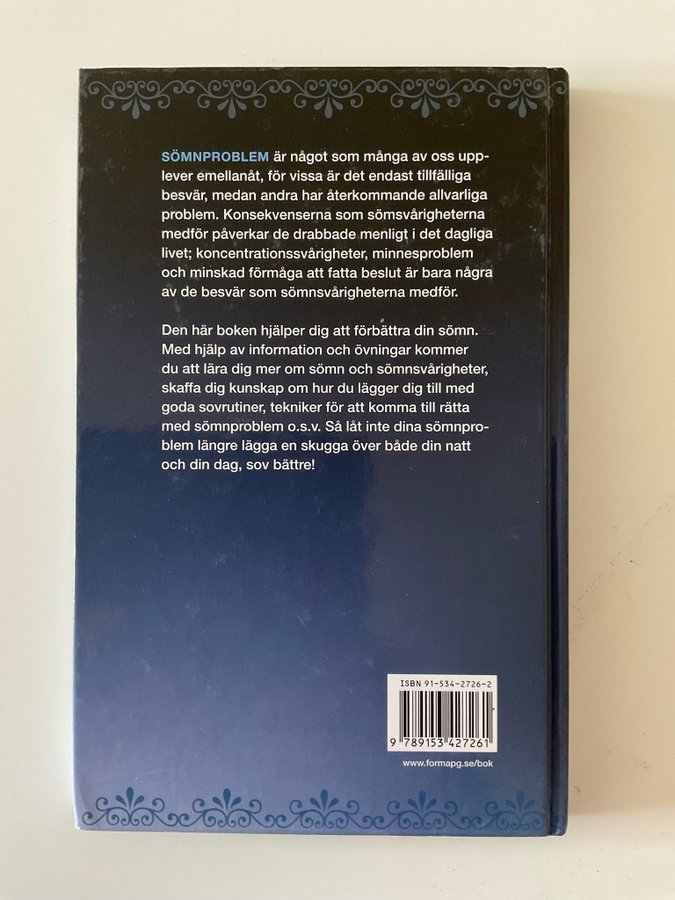 SÖMNPROBLEM är något som många av oss upp-
lever emellanåt, för vissa är det endast tillfälliga
besvär, medan andra har återkommande allvarliga
problem. Konsekvenserna som sömsvårigheterna
medför påverkar de drabbade menligt i det dagliga
livet; koncentrationssvårigheter, minnesproblem
och minskad förmåga att fatta beslut är bara några
av de besvär som sömnsvårigheterna medför.
Den här boken hjälper dig att förbättra din sömn.
Med hjälp av information och övningar kommer
du att lära dig mer om sömn och sömnsvårigheter,
skaffa dig kunskap om hur du lägger dig till med
goda sovrutiner, tekniker för att komma till rätta
med sömnproblem o.s.v. Så låt inte dina sömnpro-
blem längre lägga en skugga över både din natt
och din dag, sov bättre!
ISBN 91-534-2726-2
9 789153 427261
www.formapg.se/bok